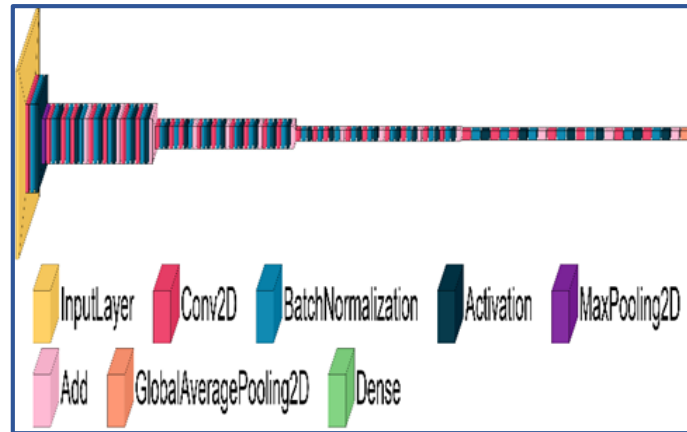 InputLayer Conv2D BatchNormalization Activation MaxPooling2D
Add GlobalAveragePooling2D Dense